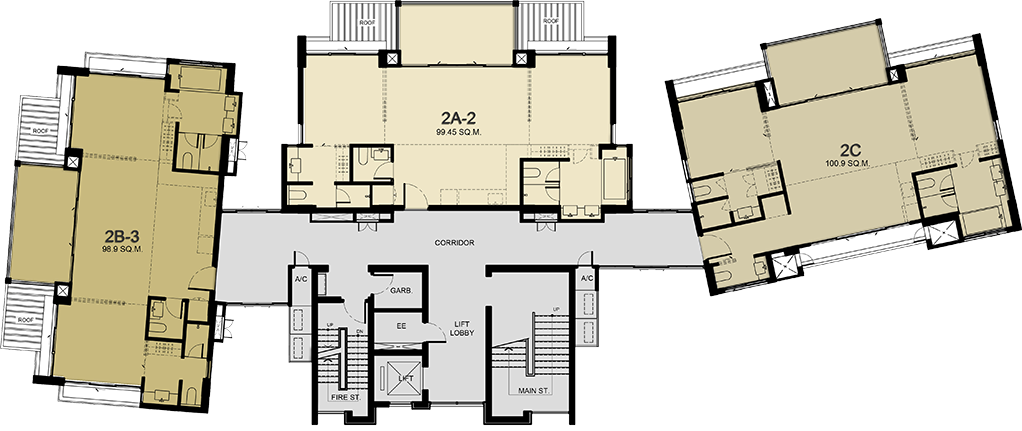 ROOF
ROOF
2A-2
99.45 SQ.M.
ROOF
2C
100.9 SQ.M.
2B-3
98.9 SQ.M.
CORRIDOR
A/C
A/C
GARB.
ROOF
UP
DN
EE
LIFT
LOBBY
UP
LIFT
FIRE ST.
MAIN ST.